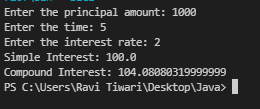 Enter the principal amount: 1000
Enter the time: 5
Enter the interest rate: 2
Simple Interest: 100.0
Compound Interest: 104.08080319999999
PS C:\Users\Ravi Tiwari\Desktop\Java>